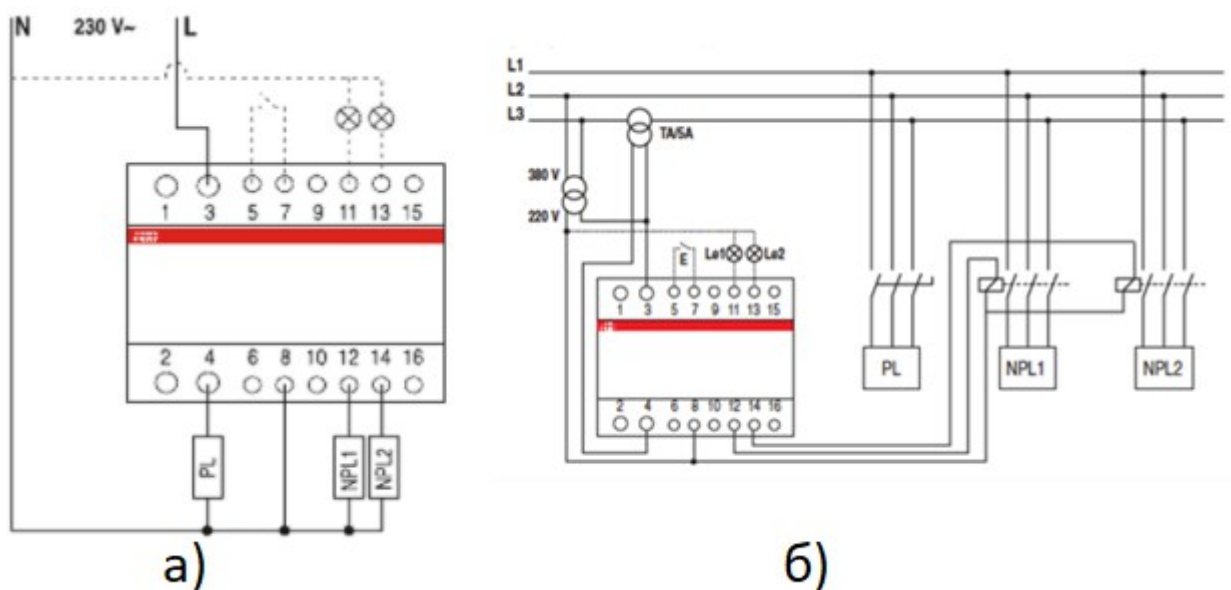 N 230 V~ L
1 3 5 7 9 11 13 15
2 4 6 8 10 12 14 16
PL NPL1 NPL2
а)
L1
L2
L3
TA/5A
380 V
220 V
E Le1 Le2
1 3 5 7 9 11 13 15
2 4 6 8 10 12 14 16
PL NPL1 NPL2
б)